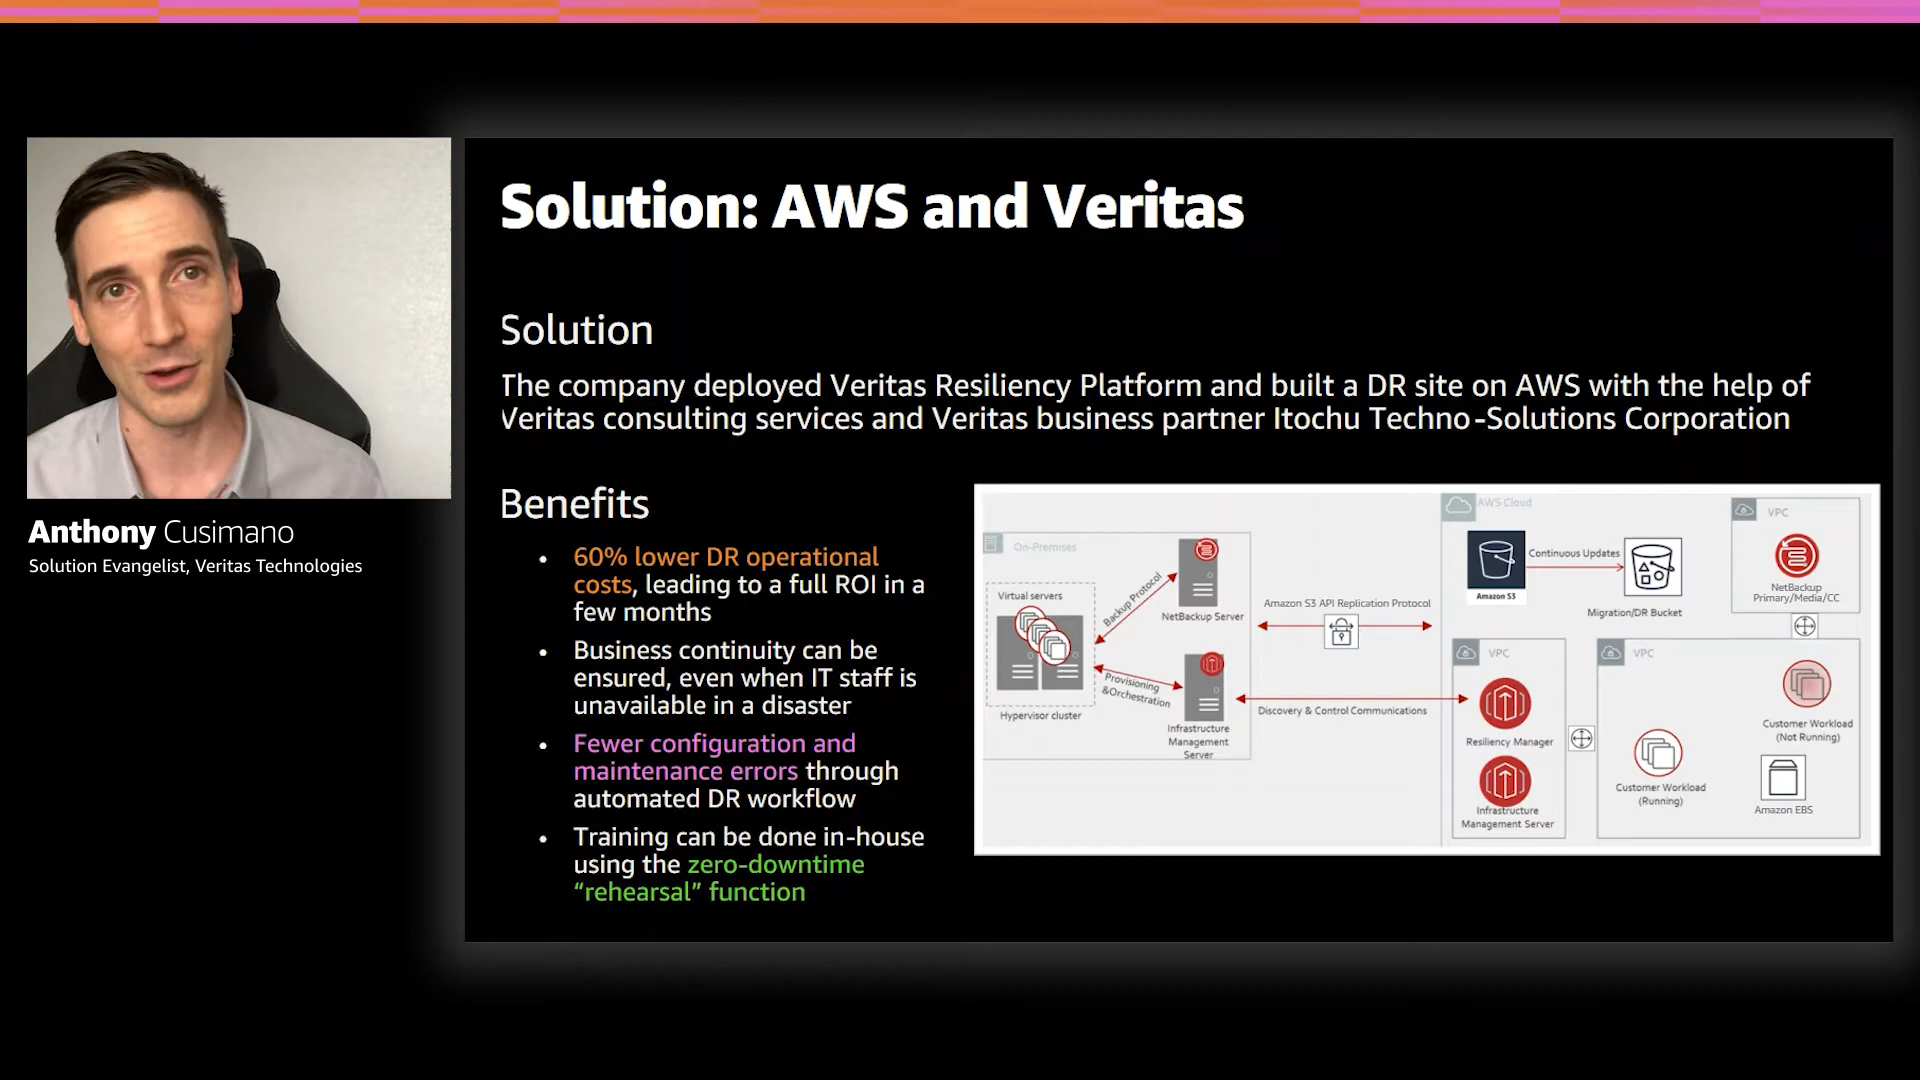 Solution: AWS and Veritas
Solution
The company deployed Veritas Resiliency Platform and built a DR site on AWS with the help of
Veritas consulting services and Veritas business partner Itochu Techno-Solutions Corporation
Anthony Cusimano
Solution Evangelist, Veritas Technologies
Benefits
• 60% lower DR operational
costs, leading to a full ROI in a
few months
• Business continuity can be
ensured, even when IT staff is
unavailable in a disaster
• Fewer configuration and
maintenance errors through
automated DR workflow
• Training can be done in-house
using the zero-downtime
“rehearsal” function
On-Premises
Virtual servers
Hypervisor cluster
Backup Protocol
Provisioning
&Orchestration
NetBackup Server
Infrastructure
Management
Server
Amazon S3 API Replication Protocol
Discovery & Control Communications
AWS Cloud
Amazon S3
Continuous Updates
Migration/DR Bucket
VPC
NetBackup
Primary/Media/CC
VPC
Resiliency Manager
Infrastructure
Management Server
VPC
Customer Workload
(Running)
Customer Workload
(Not Running)
Amazon EBS